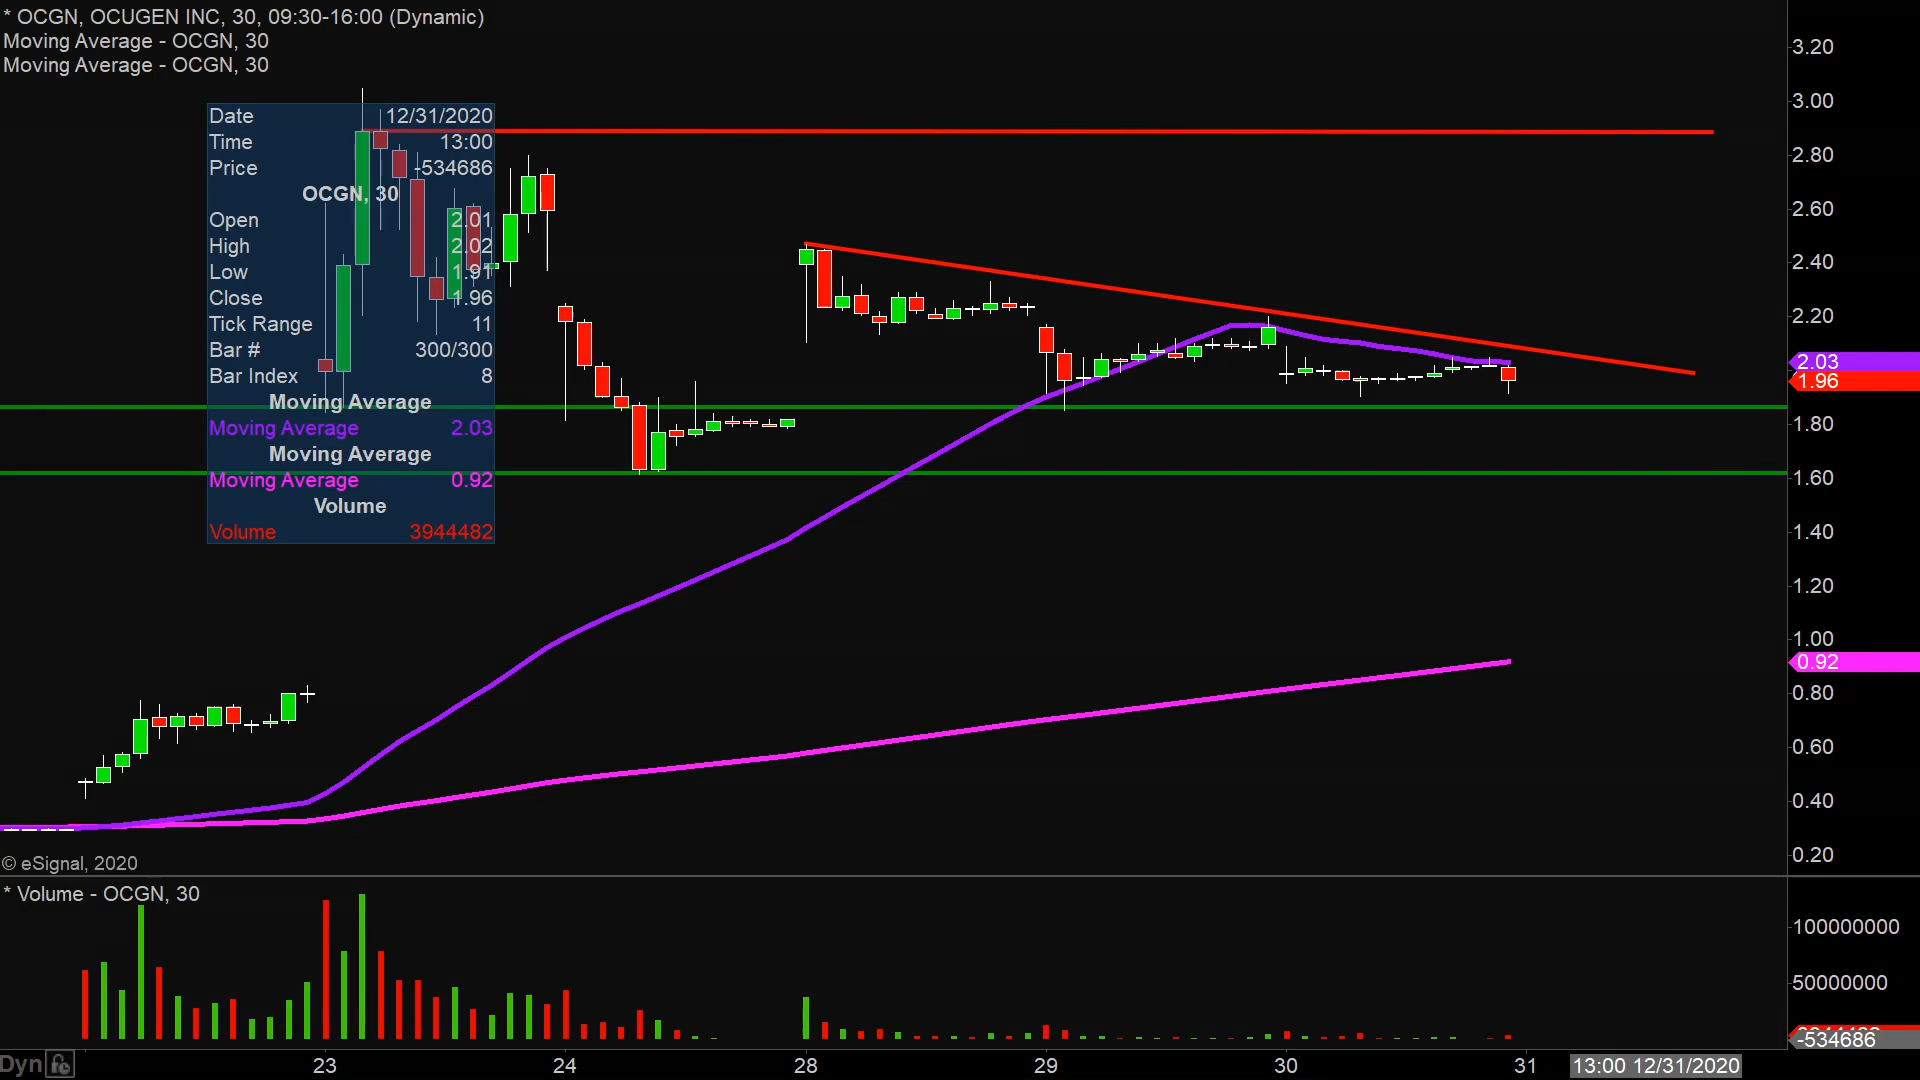 * OCGN, OCUGEN INC, 30, 09:30-16:00 (Dynamic)
Moving Average - OCGN, 30
Moving Average - OCGN, 30
Date 12/31/2020
Time 13:00
Price -534686
OCGN, 30
Open 2.01
High 2.02
Low 1.91
Close 1.96
Tick Range 11
Bar # 300/300
Bar Index 8
Moving Average
Moving Average 2.03
Moving Average
Moving Average 0.92
Volume
Volume 3944482
3.20
3.00
2.80
2.60
2.40
2.20
2.03
1.96
1.80
1.60
1.40
1.20
1.00
0.92
0.80
0.60
0.40
0.20
© eSignal, 2020
* Volume - OCGN, 30
100000000
50000000
-534686
Dyn 23 24 28 29 30 31 13:00 12/31/2020